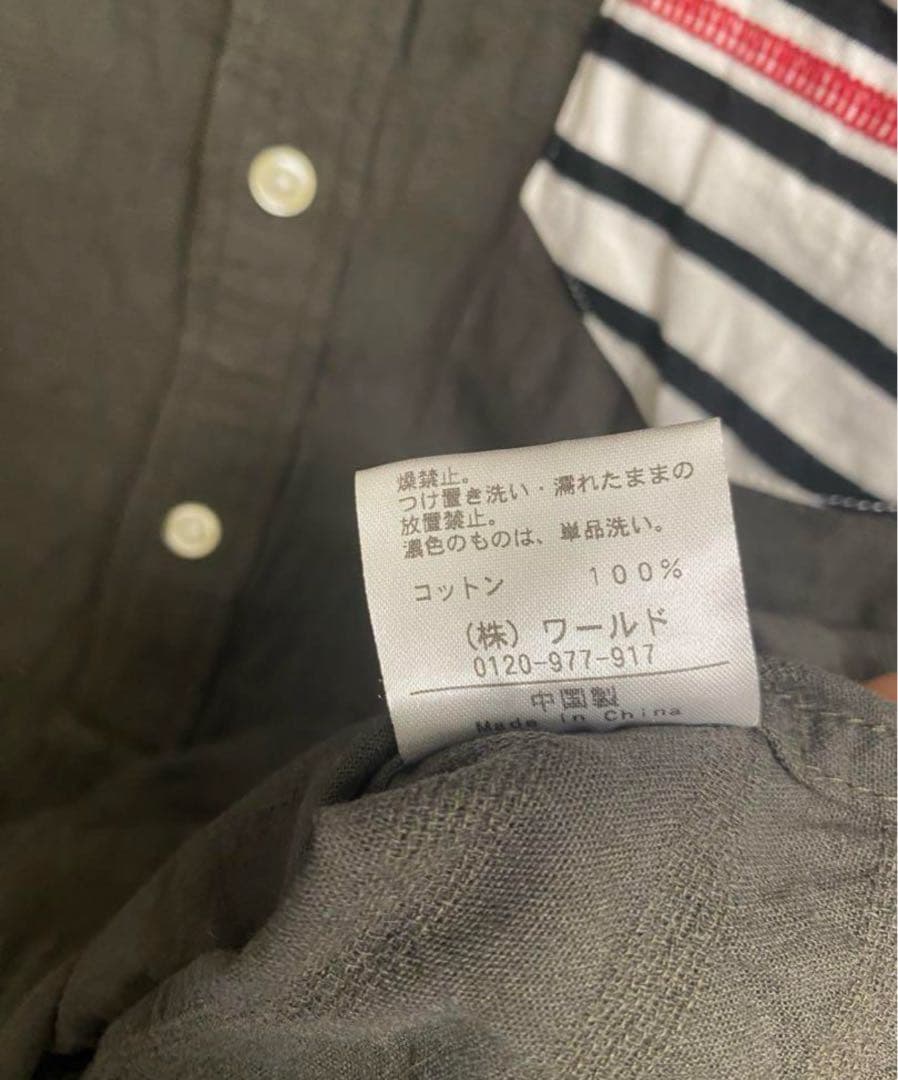 燥禁止。
つけ置き洗い・濡れたままの
放置禁止。
濃色のものは、単品洗い。
コットン 100%
(株) ワールド
0120-977-917
中国製
Made in China